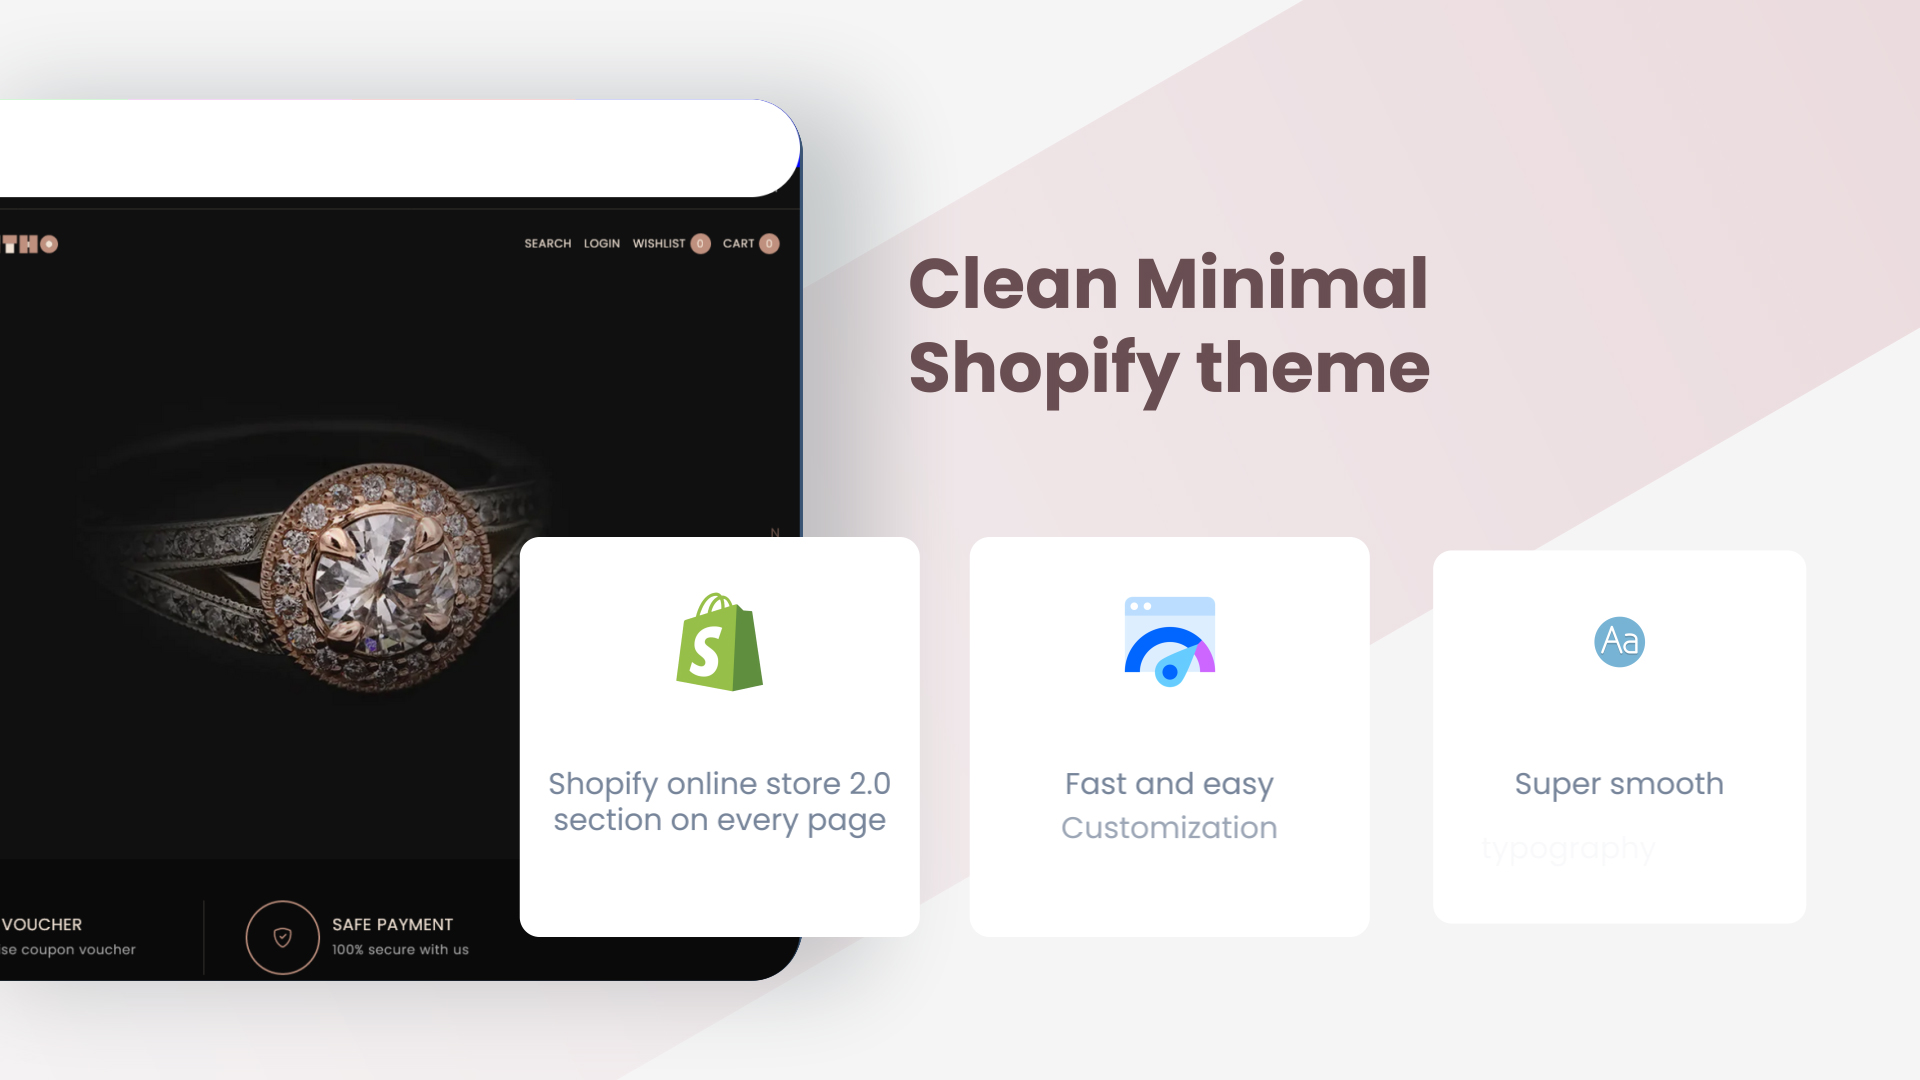 THO
SEARCH LOGIN WISHLIST 0 CART 0
Clean Minimal
Shopify theme
N
S
Shopify online store 2.0
section on every page
Fast and easy
Customization
Aa
Super smooth
typography
VOUCHER
se coupon voucher
SAFE PAYMENT
100% secure with us